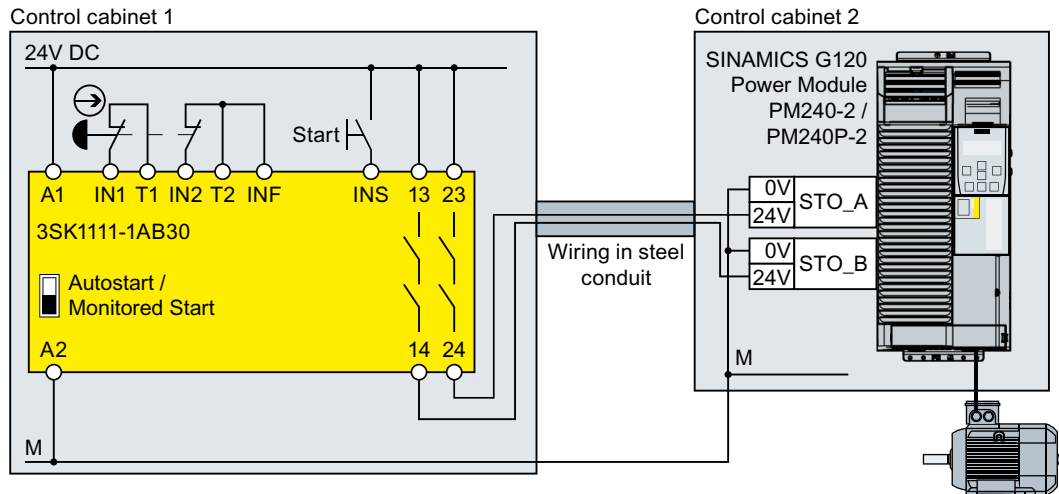 Control cabinet 1
24V DC
Start
A1 IN1 T1 IN2 T2 INF INS 13 23
3SK1111-1AB30
Autostart /
Monitored Start
A2 14 24
M
Wiring in steel
conduit
Control cabinet 2
SINAMICS G120
Power Module
PM240-2 /
PM240P-2
0V
24V
STO_A
0V
24V
STO_B
M